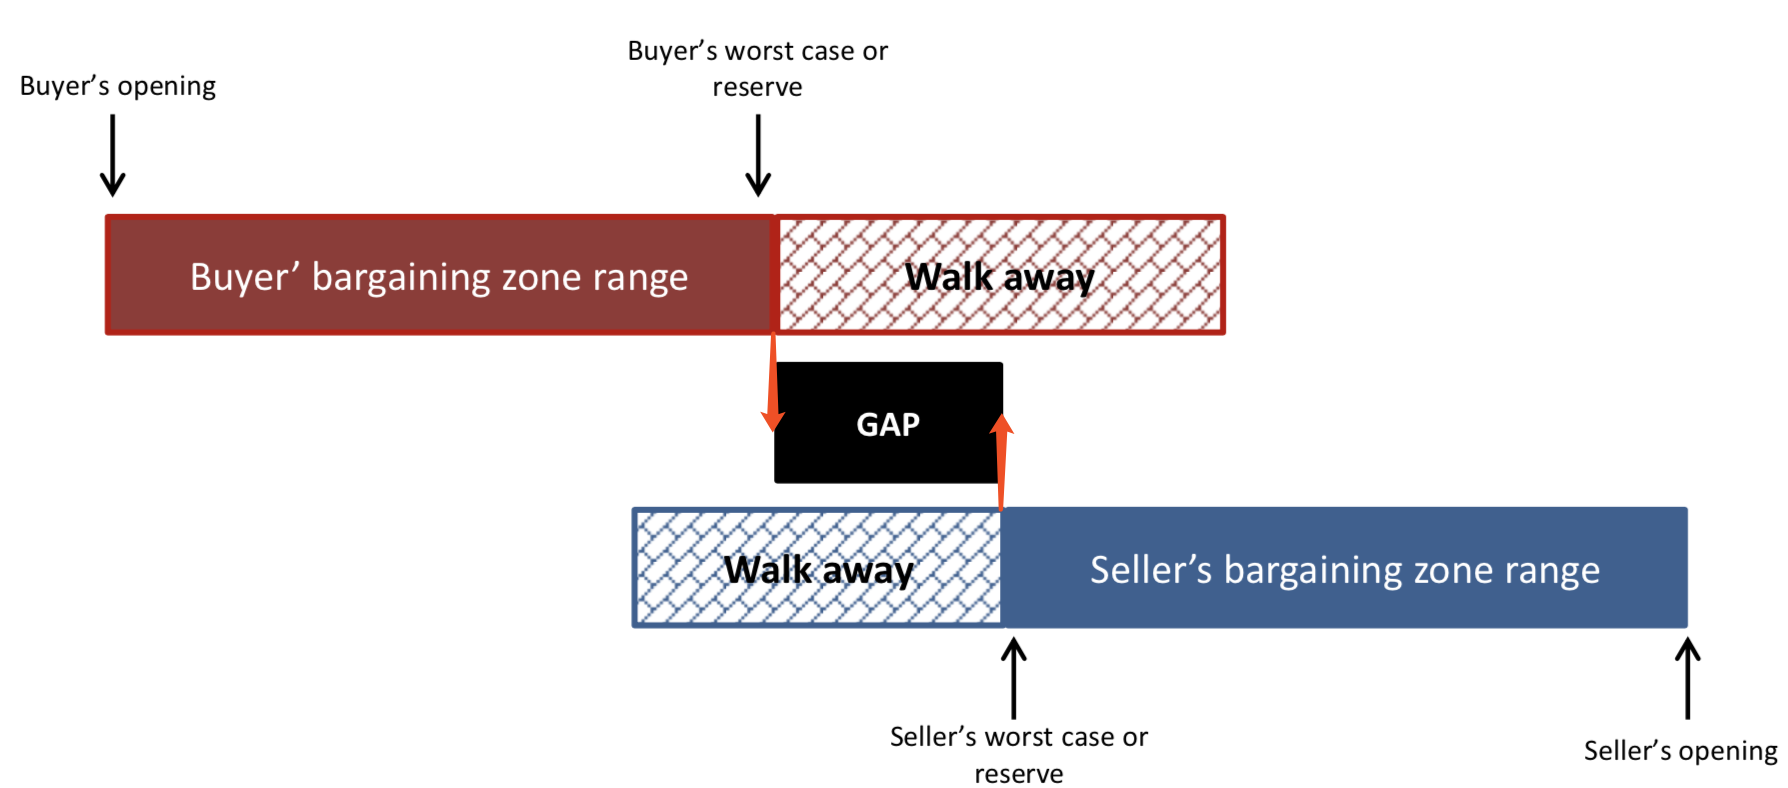 Buyer’s worst case or
reserve
Buyer’s opening
Buyer’ bargaining zone range
Walk away
GAP
Walk away
Seller’s bargaining zone range
Seller’s worst case or
reserve
Seller’s opening